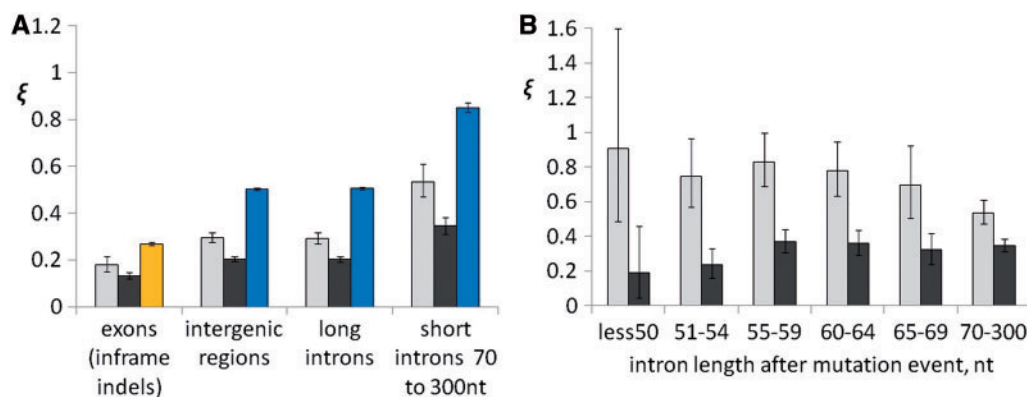 A
ξ
1.2
1
0.8
0.6
0.4
0.2
0
exons
(inframe
indels)
intergenic
regions
long
introns
short
introns 70
to 300nt
B
ξ
1.6
1.4
1.2
1
0.8
0.6
0.4
0.2
0
less50 51-54 55-59 60-64 65-69 70-300
intron length after mutation event, nt